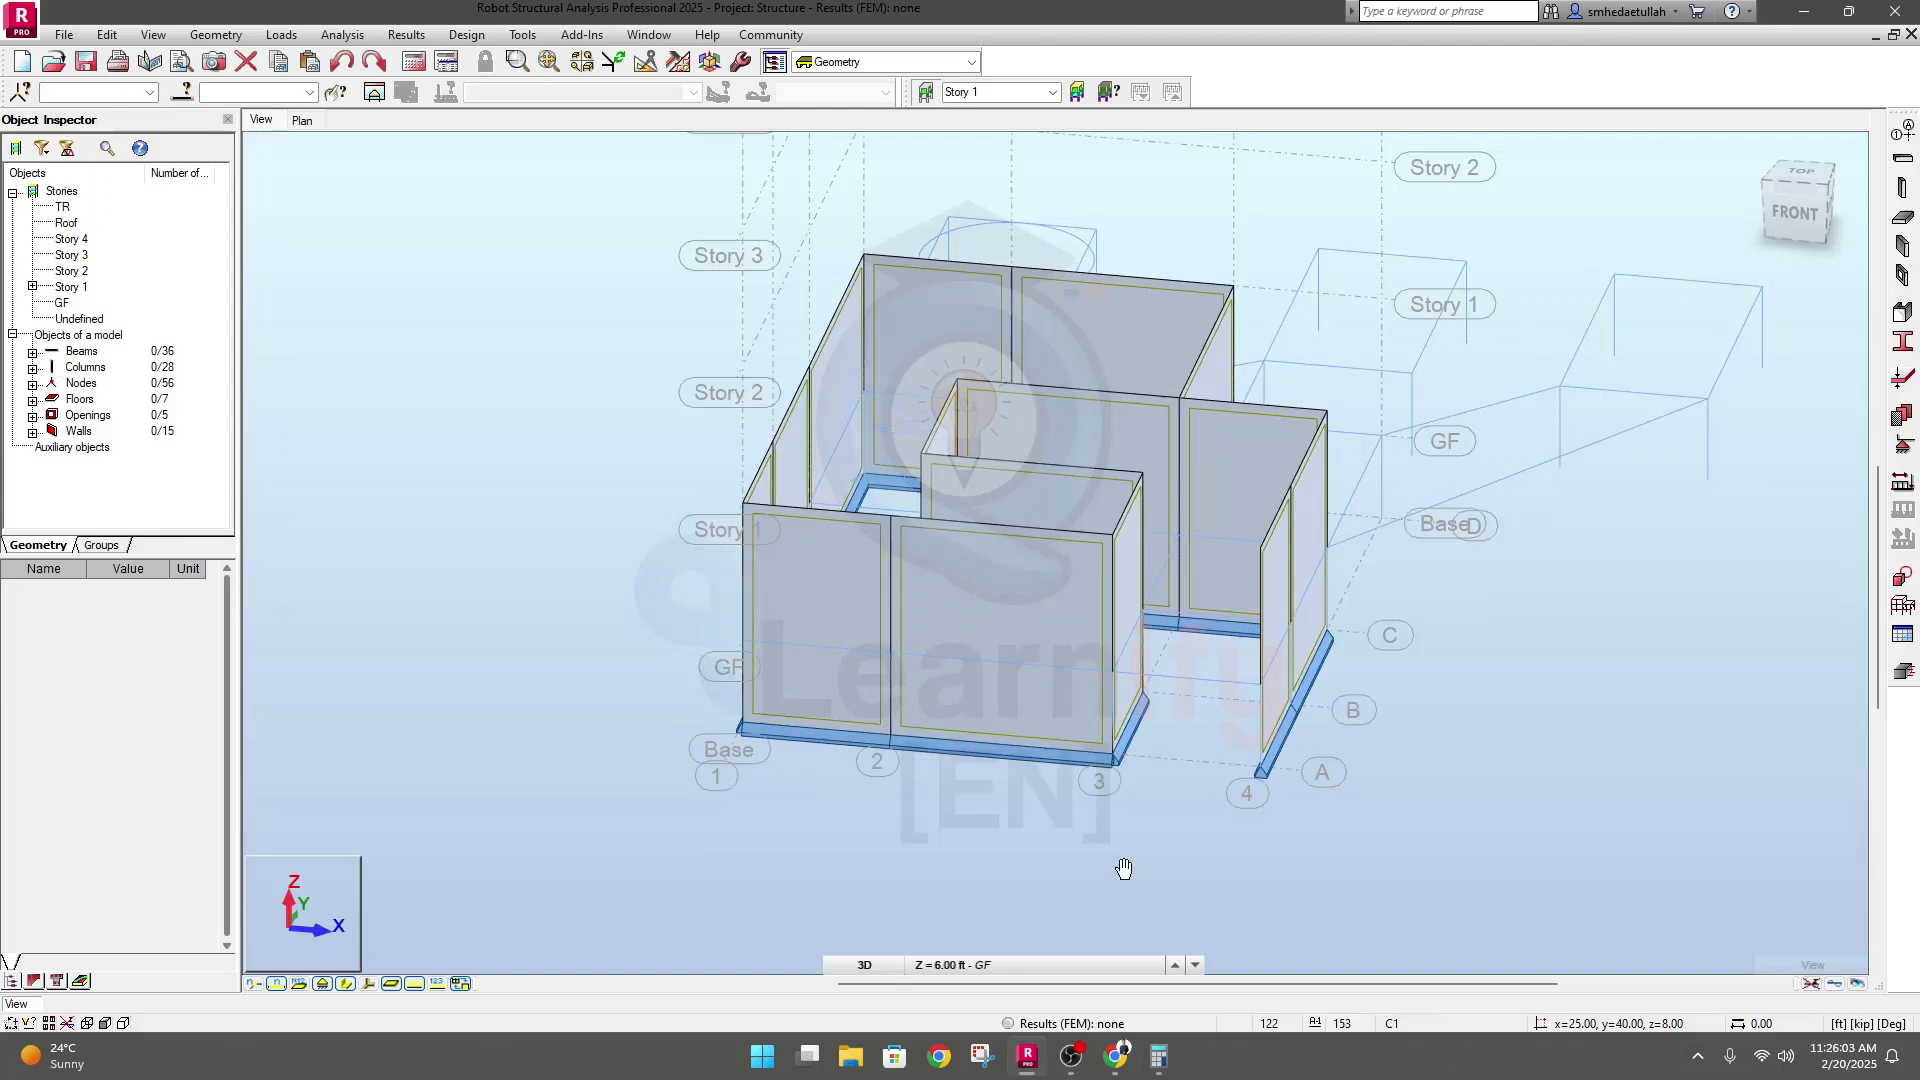 Robot Structural Analysis Professional 2025 - Project: Structure - Results (FEM): none
Type a keyword or phrase
smhedaetullah
PRO
File Edit View Geometry Loads Analysis Results Design Tools Add-Ins Window Help Community
Geometry
Story 1
Object Inspector
View
Plan
Objects
Number of...
Stories
TR
Roof
Story 4
Story 3
Story 2
Story 1
GF
Undefined
Objects of a model
Beams 0/36
Columns 0/28
Nodes 0/56
Floors 0/7
Openings 0/5
Walls 0/15
Auxiliary objects
Geometry
Groups
Name Value Unit
TOP
FRONT
Story 2
Story 3
Story 1
Story 2
GF
Story 1
Base
D
C
GF
B
Base
1
2
3
4
A
Learnify
[EN]
Z
Y
X
3D
Z = 6.00 ft - GF
View
View
Results (FEM): none
122
153
C1
x=25.00, y=40.00, z=8.00
0.00
[ft] [kip] [Deg]
24°C
Sunny
11:26:03 AM
2/20/2025